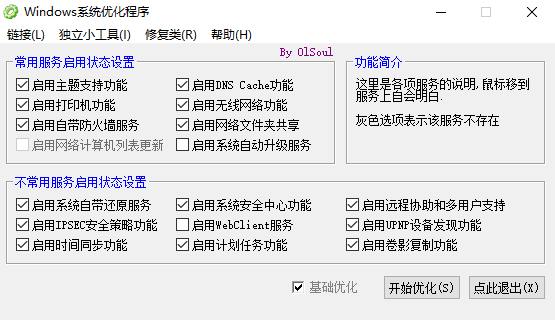 Windows系统优化程序
链接(L) 独立小工具(I) 修复类(R) 帮助(H)
By OlSoul
常用服务启用状态设置
启用主题支持功能 启用DNS Cache功能
启用打印机功能 启用无线网络功能
启用自带防火墙服务 启用网络文件夹共享
启用网络计算机列表更新 启用系统自动升级服务
功能简介
这里是各项服务的说明,鼠标移到
服务上自会明白.
灰色选项表示该服务不存在
不常用服务启用状态设置
启用系统自带还原服务 启用系统安全中心功能 启用远程协助和多用户支持
启用IPSEC安全策略功能 启用WebClient服务 启用UPNP设备发现功能
启用时间同步功能 启用计划任务功能 启用卷影复制功能
基础优化 开始优化(S) 点此退出(X)